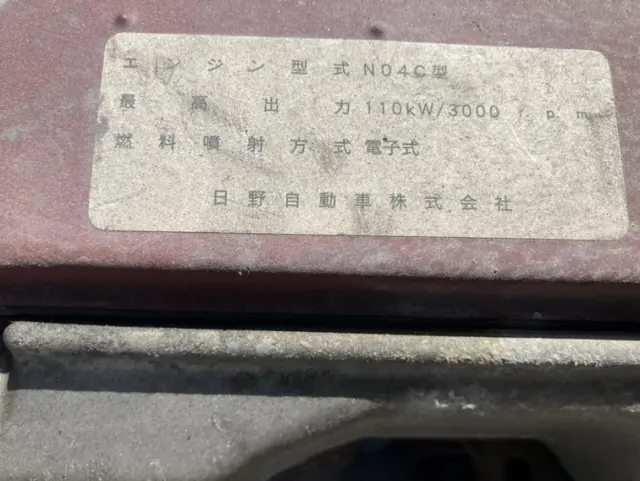 エンジン型式 N04C型
最高出力 110kW/3000 r.p.m
燃料噴射方式 電子式
日野自動車株式会社